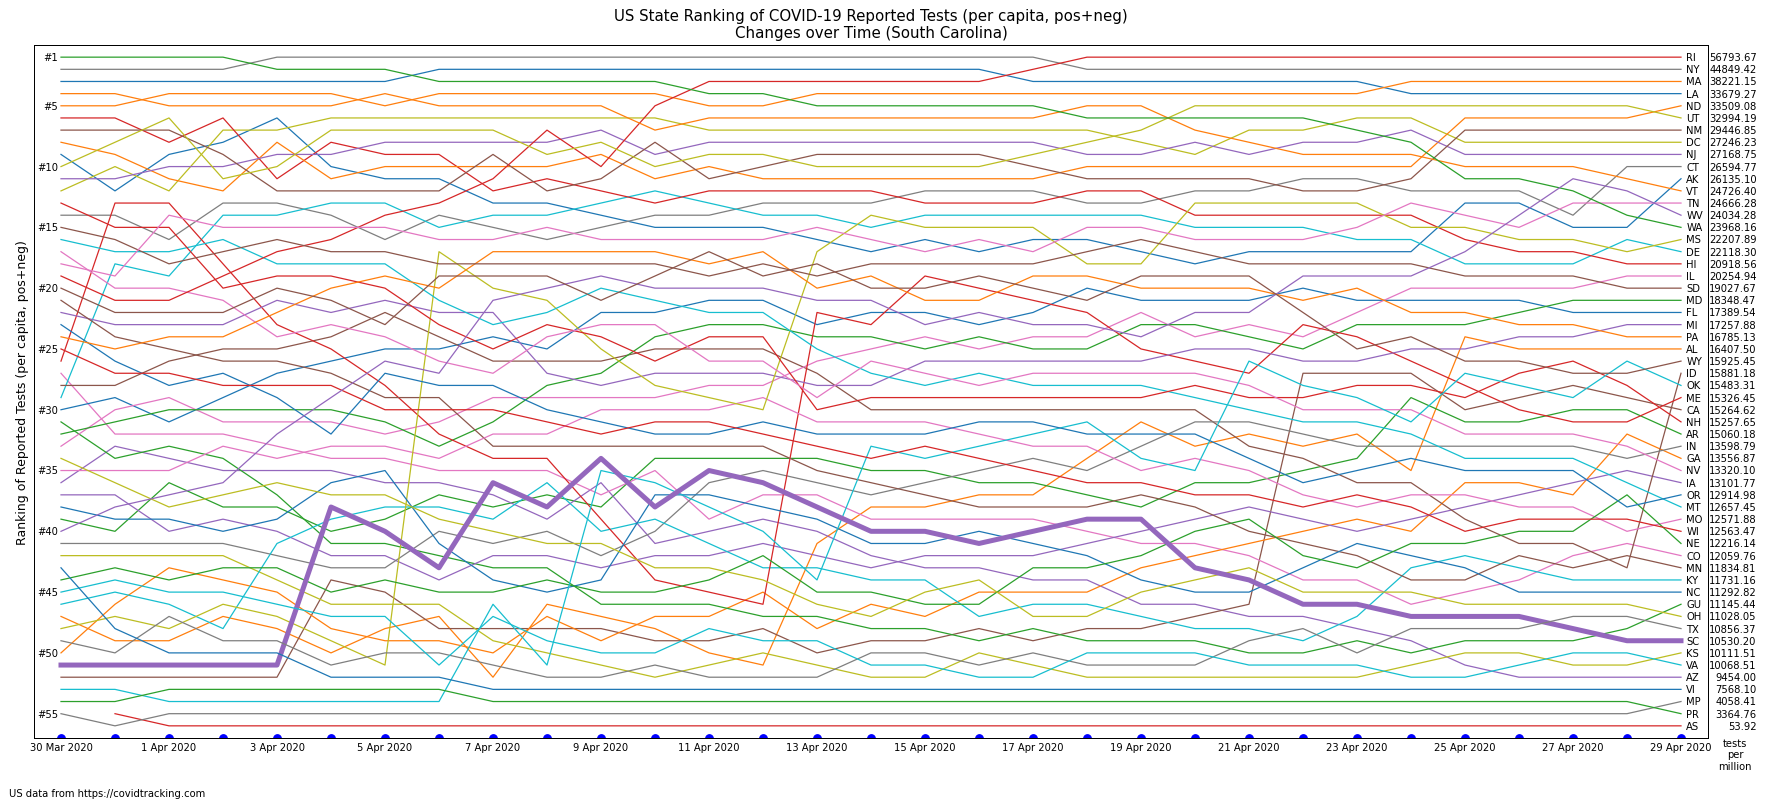 US State Ranking of COVID-19 Reported Tests (per capita, pos+neg)
Changes over Time (South Carolina)
Ranking of Reported Tests (per capita, pos+neg)
#1
#5
#10
#15
#20
#25
#30
#35
#40
#45
#50
#55
RI 56793.67
NY 44849.42
MA 38221.15
LA 33679.27
ND 33509.08
UT 32994.19
NM 29446.85
DC 27246.23
NJ 27168.75
CT 26594.77
AK 26135.10
VT 24726.40
TN 24666.28
WV 24034.28
WA 23968.16
MS 22207.89
DE 22118.30
HI 20918.56
IL 20254.94
SD 19027.67
MD 18348.47
FL 17389.54
MI 17257.88
PA 16785.13
AL 16407.50
WY 15925.45
ID 15881.18
OK 15483.31
ME 15326.45
CA 15264.62
NH 15257.65
AR 15060.18
IN 13598.79
GA 13556.87
NV 13320.10
IA 13101.77
OR 12914.98
MT 12657.45
MO 12571.88
WI 12563.47
NE 12216.14
CO 12059.76
MN 11834.81
KY 11731.16
NC 11292.82
GU 11145.44
OH 11028.05
TX 10856.37
SC 10530.20
KS 10111.51
VA 10068.51
AZ 9454.00
VI 7568.10
MP 4058.41
PR 3364.76
AS 53.92
30 Mar 2020 1 Apr 2020 3 Apr 2020 5 Apr 2020 7 Apr 2020 9 Apr 2020 11 Apr 2020 13 Apr 2020 15 Apr 2020 17 Apr 2020 19 Apr 2020 21 Apr 2020 23 Apr 2020 25 Apr 2020 27 Apr 2020 29 Apr 2020
tests
per
million
US data from https://covidtracking.com